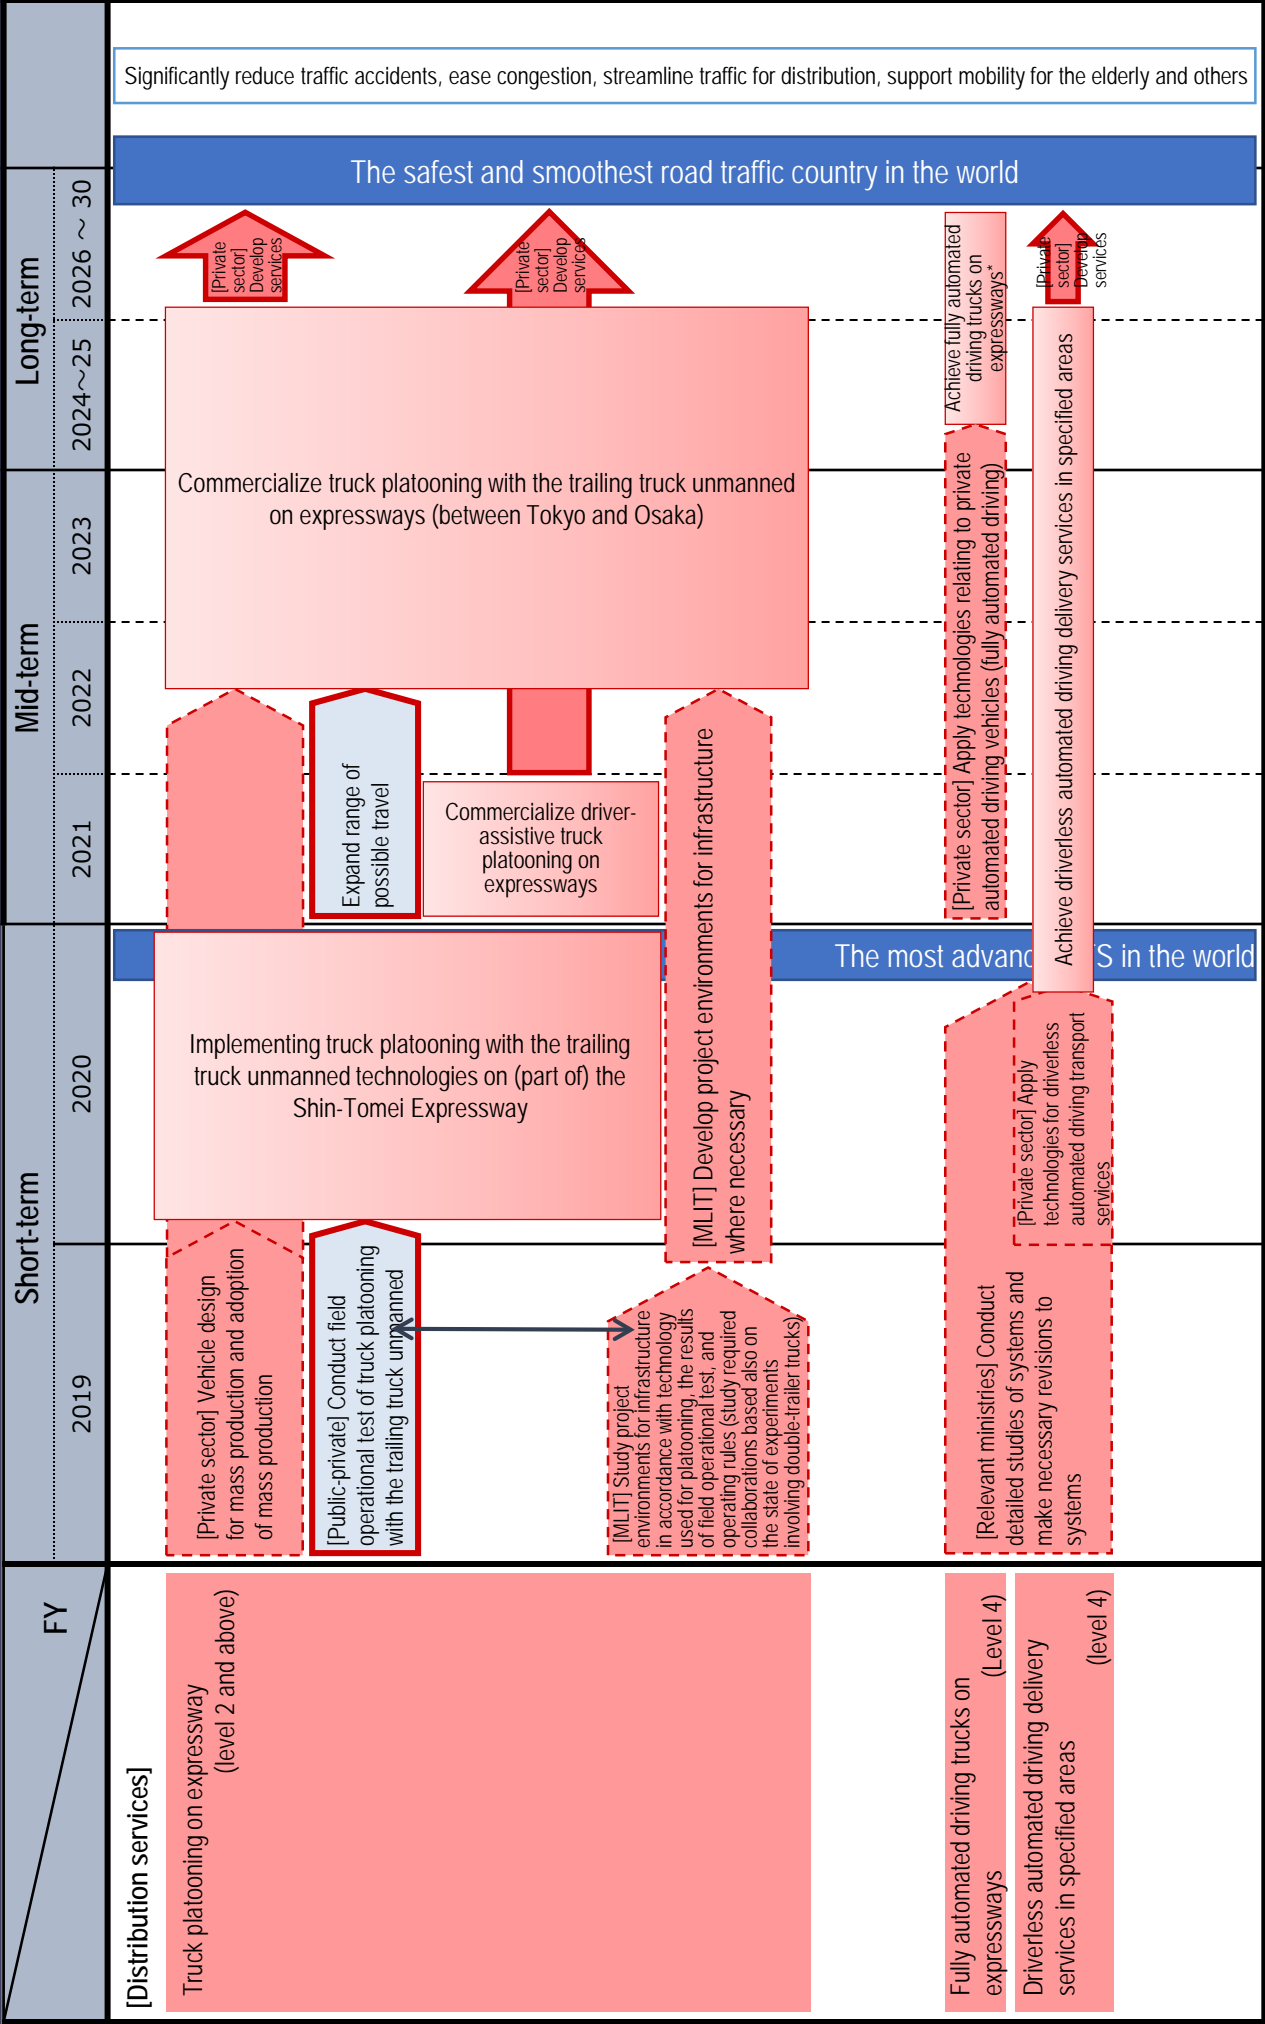 Significantly reduce traffic accidents, ease congestion, streamline traffic for distribution, support mobility for the elderly and others
The safest and smoothest road traffic country in the world
Long-term
2026 ～ 30
2024～25
Mid-term
2023
2022
2021
Short-term
2020
2019
FY
[Private
sector]
Develop
services
[Private
sector]
Develop
services
Achieve fully automated
driving trucks on
expressways*
[Private
sector]
Develop
services
Commercialize truck platooning with the trailing truck unmanned
on expressways (between Tokyo and Osaka)
[Private sector] Apply technologies relating to private
automated driving vehicles (fully automated driving)
Achieve driverless automated driving delivery services in specified areas
Expand range of
possible travel
Commercialize driver-
assistive truck
platooning on
expressways
[MLIT] Develop project environments for infrastructure
where necessary
The most advanc
S in the world
Implementing truck platooning with the trailing
truck unmanned technologies on (part of) the
Shin-Tomei Expressway
[Private sector] Apply
technologies for driverless
automated driving transport
services
[Private sector] Vehicle design
for mass production and adoption
of mass production
[Public-private] Conduct field
operational test of truck platooning
with the trailing truck unmanned
[MLIT] Study project
environments for infrastructure
in accordance with technology
used for platooning, the results
of field operational test, and
operating rules (study required
collaborations based also on
the state of experiments
involving double-trailer trucks)
[Relevant ministries] Conduct
detailed studies of systems and
make necessary revisions to
systems
[Distribution services]
Truck platooning on expressway
(level 2 and above)
Fully automated driving trucks on
expressways (Level 4)
Driverless automated driving delivery
services in specified areas
(level 4)